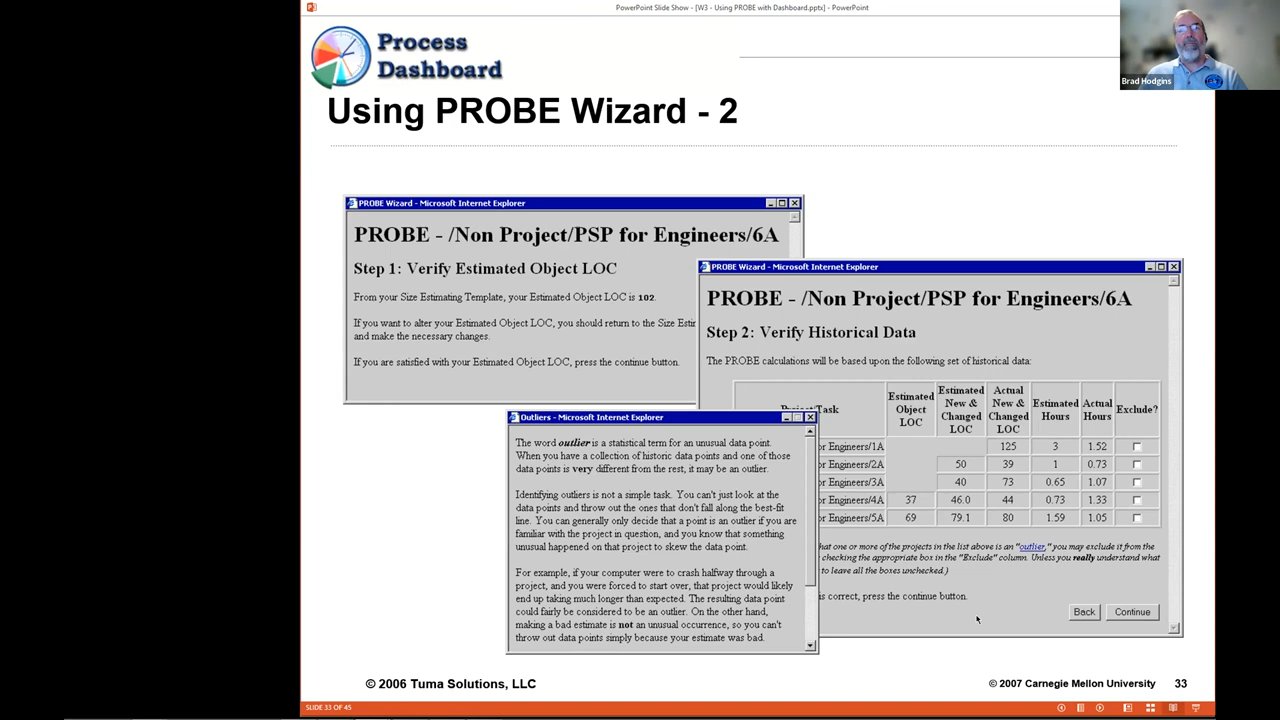 PowerPoint Slide Show - [W3 - Using PROBE with Dashboard.pptx] - PowerPoint
Brad Hodgins
Process
Dashboard
Using PROBE Wizard - 2
PROBE Wizard - Microsoft Internet Explorer
PROBE - /Non Project/PSP for Engineers/6A
Step 1: Verify Estimated Object LOC
From your Size Estimating Template, your Estimated Object LOC is 102.
If you want to alter your Estimated Object LOC, you should return to the Size Estim
and make the necessary changes.
If you are satisfied with your Estimated Object LOC, press the continue button.
PROBE Wizard - Microsoft Internet Explorer
PROBE - /Non Project/PSP for Engineers/6A
Step 2: Verify Historical Data
The PROBE calculations will be based upon the following set of historical data:
Project/Task Estimated Object LOC Estimated New & Changed LOC Actual New & Changed LOC Estimated Hours Actual Hours Exclude?
or Engineers/1A 125 3 1.52
or Engineers/2A 50 39 1 0.73
or Engineers/3A 40 73 0.65 1.07
or Engineers/4A 37 46.0 44 0.73 1.33
or Engineers/5A 69 79.1 80 1.59 1.05
hat one or more of the projects in the list above is an "outlier," you may exclude it from the
checking the appropriate box in the "Exclude" column. Unless you really understand what
to leave all the boxes unchecked.)
is correct, press the continue button.
Back Continue
Outliers - Microsoft Internet Explorer
The word outlier is a statistical term for an unusual data point.
When you have a collection of historic data points and one of those
data points is very different from the rest, it may be an outlier.
Identifying outliers is not a simple task. You can't just look at the
data points and throw out the ones that don't fall along the best-fit
line. You can generally only decide that a point is an outlier if you are
familiar with the project in question, and you know that something
unusual happened on that project to skew the data point.
For example, if your computer were to crash halfway through a
project, and you were forced to start over, that project would likely
end up taking much longer than expected. The resulting data point
could fairly be considered to be an outlier. On the other hand,
making a bad estimate is not an unusual occurrence, so you can't
throw out data points simply because your estimate was bad.
© 2006 Tuma Solutions, LLC
© 2007 Carnegie Mellon University 33
SLIDE 33 OF 45